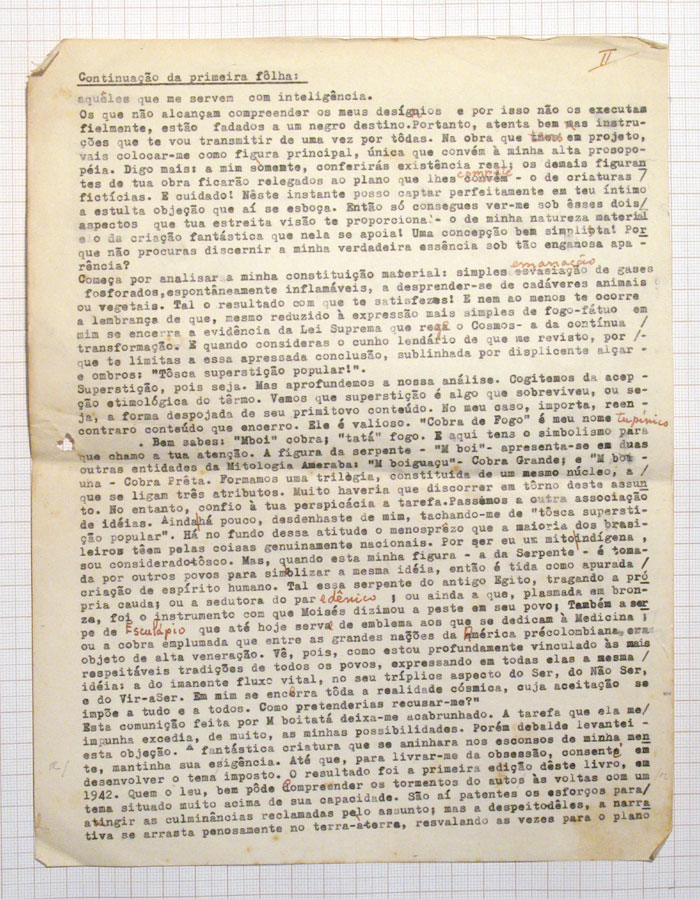 II
Continuação da primeira fôlha:
aquêles que me servem com inteligência.
Os que não alcançam compreender os meus desígnios e por isso não os executam
fielmente, estão fadados a um negro destino.Portanto, atenta bem nas instru-
ções que te vou transmitir de uma vez por tôdas. Na obra que tens em projeto,
vais colocar-me como figura principal, única que convém à minha alta prosopo-
péia. Digo mais: a mim sòmente, conferirás existência real; os demais figuran
tes de tua obra ficarão relegados ao plano que lhes compete convém - o de criaturas /
fictícias. E cuidado! Nêste instante posso captar perfeitamente em teu íntimo
a estulta objeção que aí se esboça. Então só consegues ver-me sob êsses dois/
aspectos que tua estreita visão te proporciona - o de minha natureza material
e o da criação fantástica que nela se apoia! Uma concepção bem simplista! Por
que não procuras discernir a minha verdadeira essência sob tão enganosa apa -
rência?
emanação
Começa por analisar a minha constituição material: simples esvasiação de gases
fosforados,espontâneamente inflamáveis, a desprender-se de cadáveres animais
ou vegetais. Tal o resultado com que te satisfazes! E nem ao menos te ocorre
a lembrança de que, mesmo reduzido à expressão mais simples de fogo-fátuo em
mim se encerra a evidência da Lei Suprema que rege o Cosmos- a da contínua /
transformação. E quando consideras o cunho lendário de que me revisto, por /-
que te limitas a essa apressada conclusão, sublinhada por displicente alçar -
e ombros: "Tôsca superstição popular!".
Superstição, pois seja. Mas aprofundemos a nossa análise. Cogitemos da acep -
ção etimológica do têrmo. Vemos que superstição é algo que sobreviveu, ou se-
ja, a forma despojada de seu primitovo conteúdo. No meu caso, importa, reen -
contraro conteúdo que encerro. Ele é valioso. "Cobra de Fogo" é meu nome tupínico
. Bem sabes: "Mboi" cobra; "tatá" fogo. E aqui tens o simbolismo para
que chamo a tua atenção. A figura da serpente - "M boi"- apresenta-se em duas
outras entidades da Mitologia Ameraba: "M boiguaçu"- Cobra Grande; e "M boi -
una - Cobra Prêta. Formamos uma trilogia, constituida de um mesmo núcleo, a /
que se ligam três atributos. Muito haveria que discorrer em tôrno deste assun
to. No entanto, confio à tua perspicácia a tarefa.Passemos a outra associação
de idéias. Aindahá pouco, desdenhaste de mim, tachando-me de "tôsca supersti-
ção popular". Há no fundo dessa atitude o menosprêzo que a maioria dos brasi-
leiros têem pelas coisas genuinamente nacionais. Por ser eu um mitoindígena ,
sou consideradotôsco. Mas, quando esta minha figura - a da Serpente - é toma-
da por outros povos para simblizar a mesma idéia, então é tida como apurada /
criação de espírito humano. Tal essa serpente do antigo Egito, tragando a pró
pria cauda; ou a sedutora do par edênico ; ou ainda a que, plasmada em bron-
ze, foi o instrumento com que Moisés dizimou a peste em seu povo; Também a ser
pe de Esculápio que até hoje serve de emblema aos que se dedicam à Medicina ;
ou a cobra emplumada que entre as grandes nações da América précolombiana era
objeto de alta veneração. Vê, pois, como estou profundamente vinculado às mais
respeitáveis tradições de todos os povos, expressando em todas elas a mesma /
idéia: a do imanente fluxo vital, no seu tríplice aspecto do Ser, do Não Ser,
e do Vir-aSer. Em mim se encerra tôda a realidade cósmica, cuja aceitação se
impõe a tudo e a todos. Como pretenderias recusar-me?"
Esta comunição feita por M boitatá deixa-me acabrunhado. A tarefa que ela me/
impunha excedia, de muito, as minhas possibilidades. Porém debalde levantei -
esta objeção. A fantástica criatura que se aninhara nos esconsos de minha men
te, mantinha sua esigência. Até que, para livrar-me da obsessão, consenti em
desenvolver o tema imposto. O resultado foi a primeira edição dêste livro, em
1942. Quem o leu, bem pôde Compreender os tormentos do autos às voltas com um
tema situado muito acima de sua capacidade. São aí patentes os esforços para/
atingir as culminâncias reclamadas pelo assunto; mas a despeitodêles, a narra
tiva se arrasta penosamente no terra-a-terra, resvalando as vezes para o plano